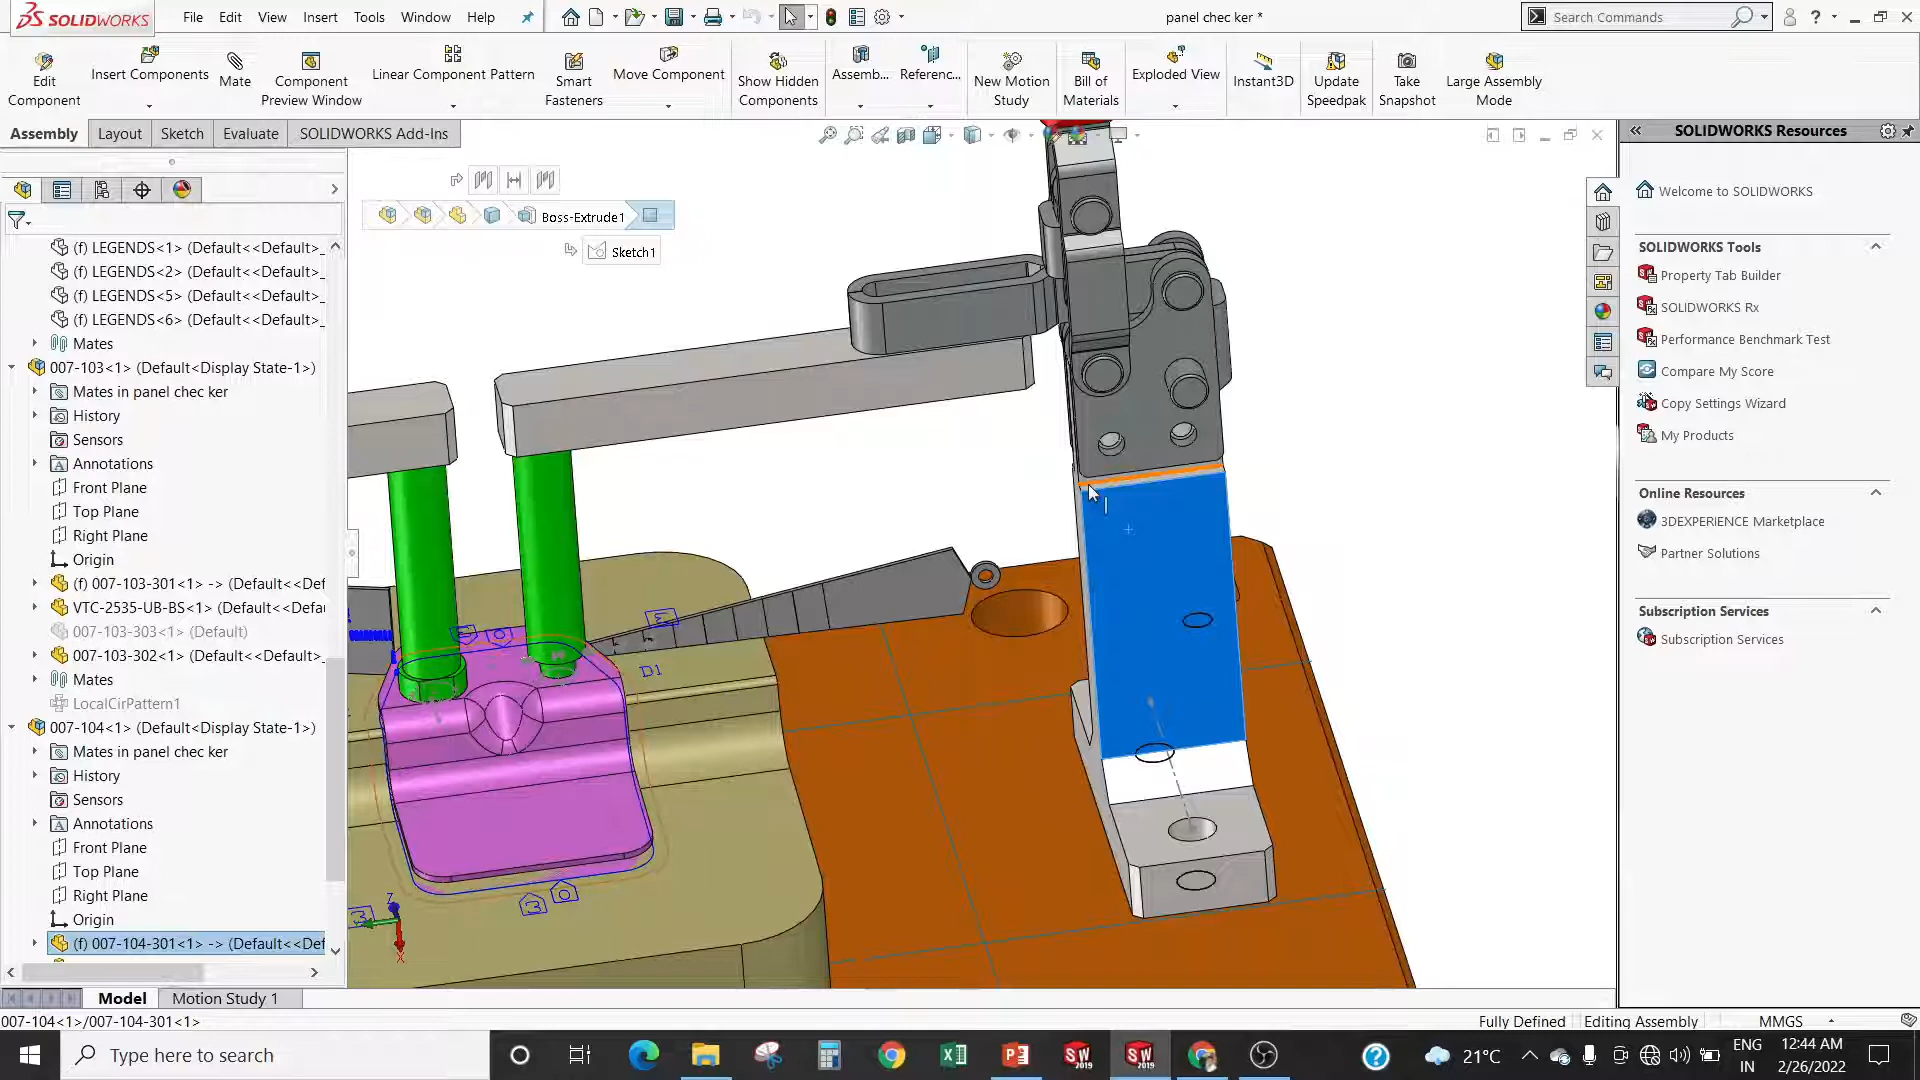 SOLIDWORKS File Edit View Insert Tools Window Help panel chec ker * Search Commands
Edit Component
Insert Components
Mate
Component Preview Window
Linear Component Pattern
Smart Fasteners
Move Component
Show Hidden Components
Assemb...
Referenc...
New Motion Study
Bill of Materials
Exploded View
Instant3D
Update Speedpak
Take Snapshot
Large Assembly Mode
Assembly Layout Sketch Evaluate SOLIDWORKS Add-Ins
(f) LEGENDS<1> (Default<<Default>_
(f) LEGENDS<2> (Default<<Default>_
(f) LEGENDS<5> (Default<<Default>_
(f) LEGENDS<6> (Default<<Default>_
Mates
007-103<1> (Default<Display State-1>)
Mates in panel chec ker
History
Sensors
Annotations
Front Plane
Top Plane
Right Plane
Origin
(f) 007-103-301<1> -> (Default<<Def
VTC-2535-UB-BS<1> (Default<<Defau
007-103-303<1> (Default)
007-103-302<1> (Default<<Default>_
Mates
LocalCirPattern1
007-104<1> (Default<Display State-1>)
Mates in panel chec ker
History
Sensors
Annotations
Front Plane
Top Plane
Right Plane
Origin
(f) 007-104-301<1> -> (Default<<Def
Boss-Extrude1
Sketch1
D1
3
Z
X
SOLIDWORKS Resources
Welcome to SOLIDWORKS
SOLIDWORKS Tools
Property Tab Builder
SOLIDWORKS Rx
Performance Benchmark Test
Compare My Score
Copy Settings Wizard
My Products
Online Resources
3DEXPERIENCE Marketplace
Partner Solutions
Subscription Services
Subscription Services
Model Motion Study 1
007-104<1>/007-104-301<1> Fully Defined Editing Assembly MMGS
Type here to search
21°C
ENG
IN
12:44 AM
2/26/2022